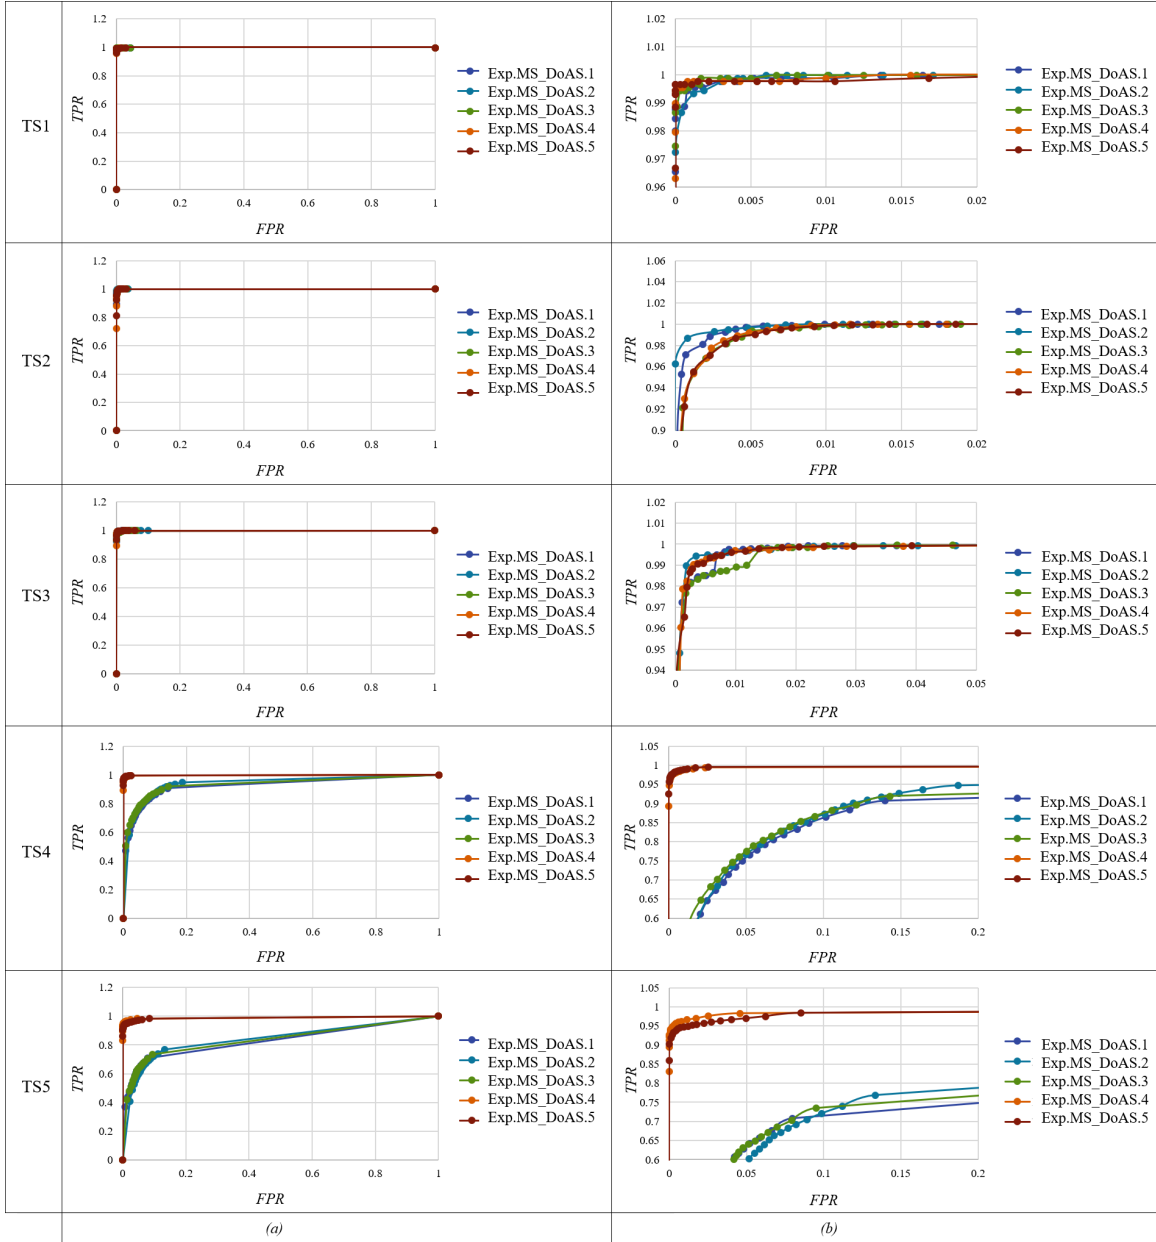 TS1
1.2
1
0.8
0.6
0.4
0.2
0
TPR
0 0.2 0.4 0.6 0.8 1
FPR
Exp.MS_DoAS.1
Exp.MS_DoAS.2
Exp.MS_DoAS.3
Exp.MS_DoAS.4
Exp.MS_DoAS.5
1.02
1.01
1
0.99
0.98
0.97
0.96
TPR
0 0.005 0.01 0.015 0.02
FPR
Exp.MS_DoAS.1
Exp.MS_DoAS.2
Exp.MS_DoAS.3
Exp.MS_DoAS.4
Exp.MS_DoAS.5
TS2
1.2
1
0.8
0.6
0.4
0.2
0
TPR
0 0.2 0.4 0.6 0.8 1
FPR
Exp.MS_DoAS.1
Exp.MS_DoAS.2
Exp.MS_DoAS.3
Exp.MS_DoAS.4
Exp.MS_DoAS.5
1.06
1.04
1.02
1
0.98
0.96
0.94
0.92
0.9
TPR
0 0.005 0.01 0.015 0.02
FPR
Exp.MS_DoAS.1
Exp.MS_DoAS.2
Exp.MS_DoAS.3
Exp.MS_DoAS.4
Exp.MS_DoAS.5
TS3
1.2
1
0.8
0.6
0.4
0.2
0
TPR
0 0.2 0.4 0.6 0.8 1
FPR
Exp.MS_DoAS.1
Exp.MS_DoAS.2
Exp.MS_DoAS.3
Exp.MS_DoAS.4
Exp.MS_DoAS.5
1.02
1.01
1
0.99
0.98
0.97
0.96
0.95
0.94
TPR
0 0.01 0.02 0.03 0.04 0.05
FPR
Exp.MS_DoAS.1
Exp.MS_DoAS.2
Exp.MS_DoAS.3
Exp.MS_DoAS.4
Exp.MS_DoAS.5
TS4
1.2
1
0.8
0.6
0.4
0.2
0
TPR
0 0.2 0.4 0.6 0.8 1
FPR
Exp.MS_DoAS.1
Exp.MS_DoAS.2
Exp.MS_DoAS.3
Exp.MS_DoAS.4
Exp.MS_DoAS.5
1.05
1
0.95
0.9
0.85
0.8
0.75
0.7
0.65
0.6
TPR
0 0.05 0.1 0.15 0.2
FPR
Exp.MS_DoAS.1
Exp.MS_DoAS.2
Exp.MS_DoAS.3
Exp.MS_DoAS.4
Exp.MS_DoAS.5
TS5
1.2
1
0.8
0.6
0.4
0.2
0
TPR
0 0.2 0.4 0.6 0.8 1
FPR
Exp.MS_DoAS.1
Exp.MS_DoAS.2
Exp.MS_DoAS.3
Exp.MS_DoAS.4
Exp.MS_DoAS.5
1.05
1
0.95
0.9
0.85
0.8
0.75
0.7
0.65
0.6
TPR
0 0.05 0.1 0.15 0.2
FPR
Exp.MS_DoAS.1
Exp.MS_DoAS.2
Exp.MS_DoAS.3
Exp.MS_DoAS.4
Exp.MS_DoAS.5
(a) (b)